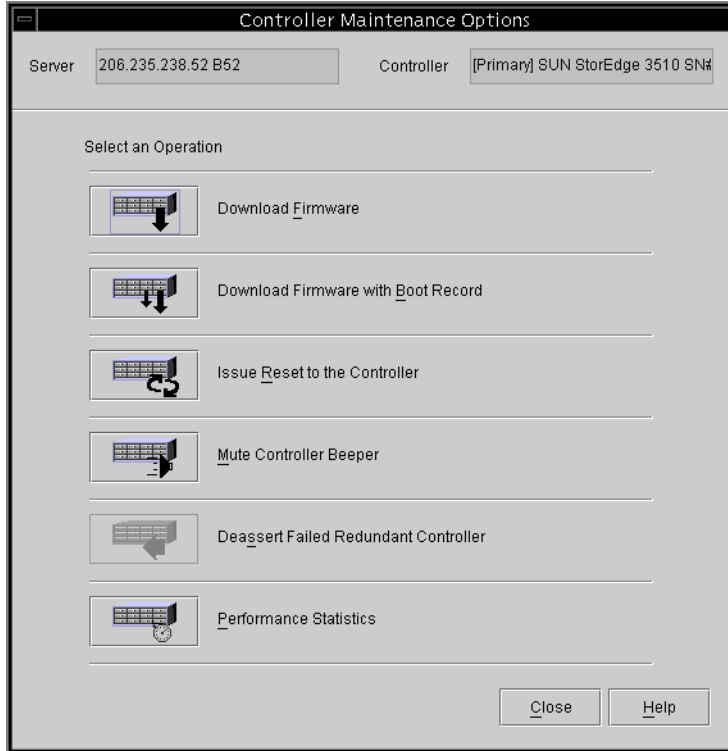 Controller Maintenance Options
Server 206.235.238.52 B52 Controller [Primary] SUN StorEdge 3510 SN#
Select an Operation
Download Firmware
Download Firmware with Boot Record
Issue Reset to the Controller
Mute Controller Beeper
Deassert Failed Redundant Controller
Performance Statistics
Close Help